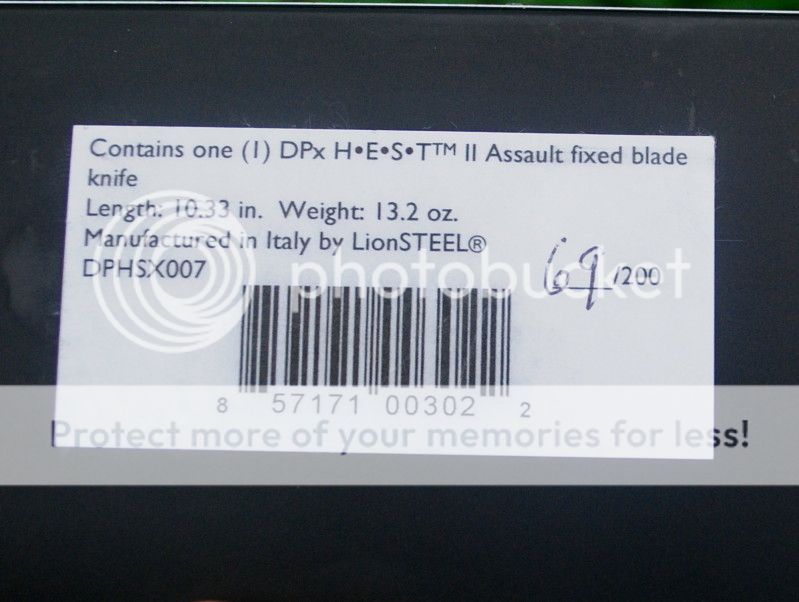 Contains one (1) DPx H•E•S•T™ II Assault fixed blade
knife
Length: 10.33 in. Weight: 13.2 oz.
Manufactured in Italy by LionSTEEL®
DPHSX007
69/200
photobucket
8 57171 00302 2
Protect more of your memories for less!